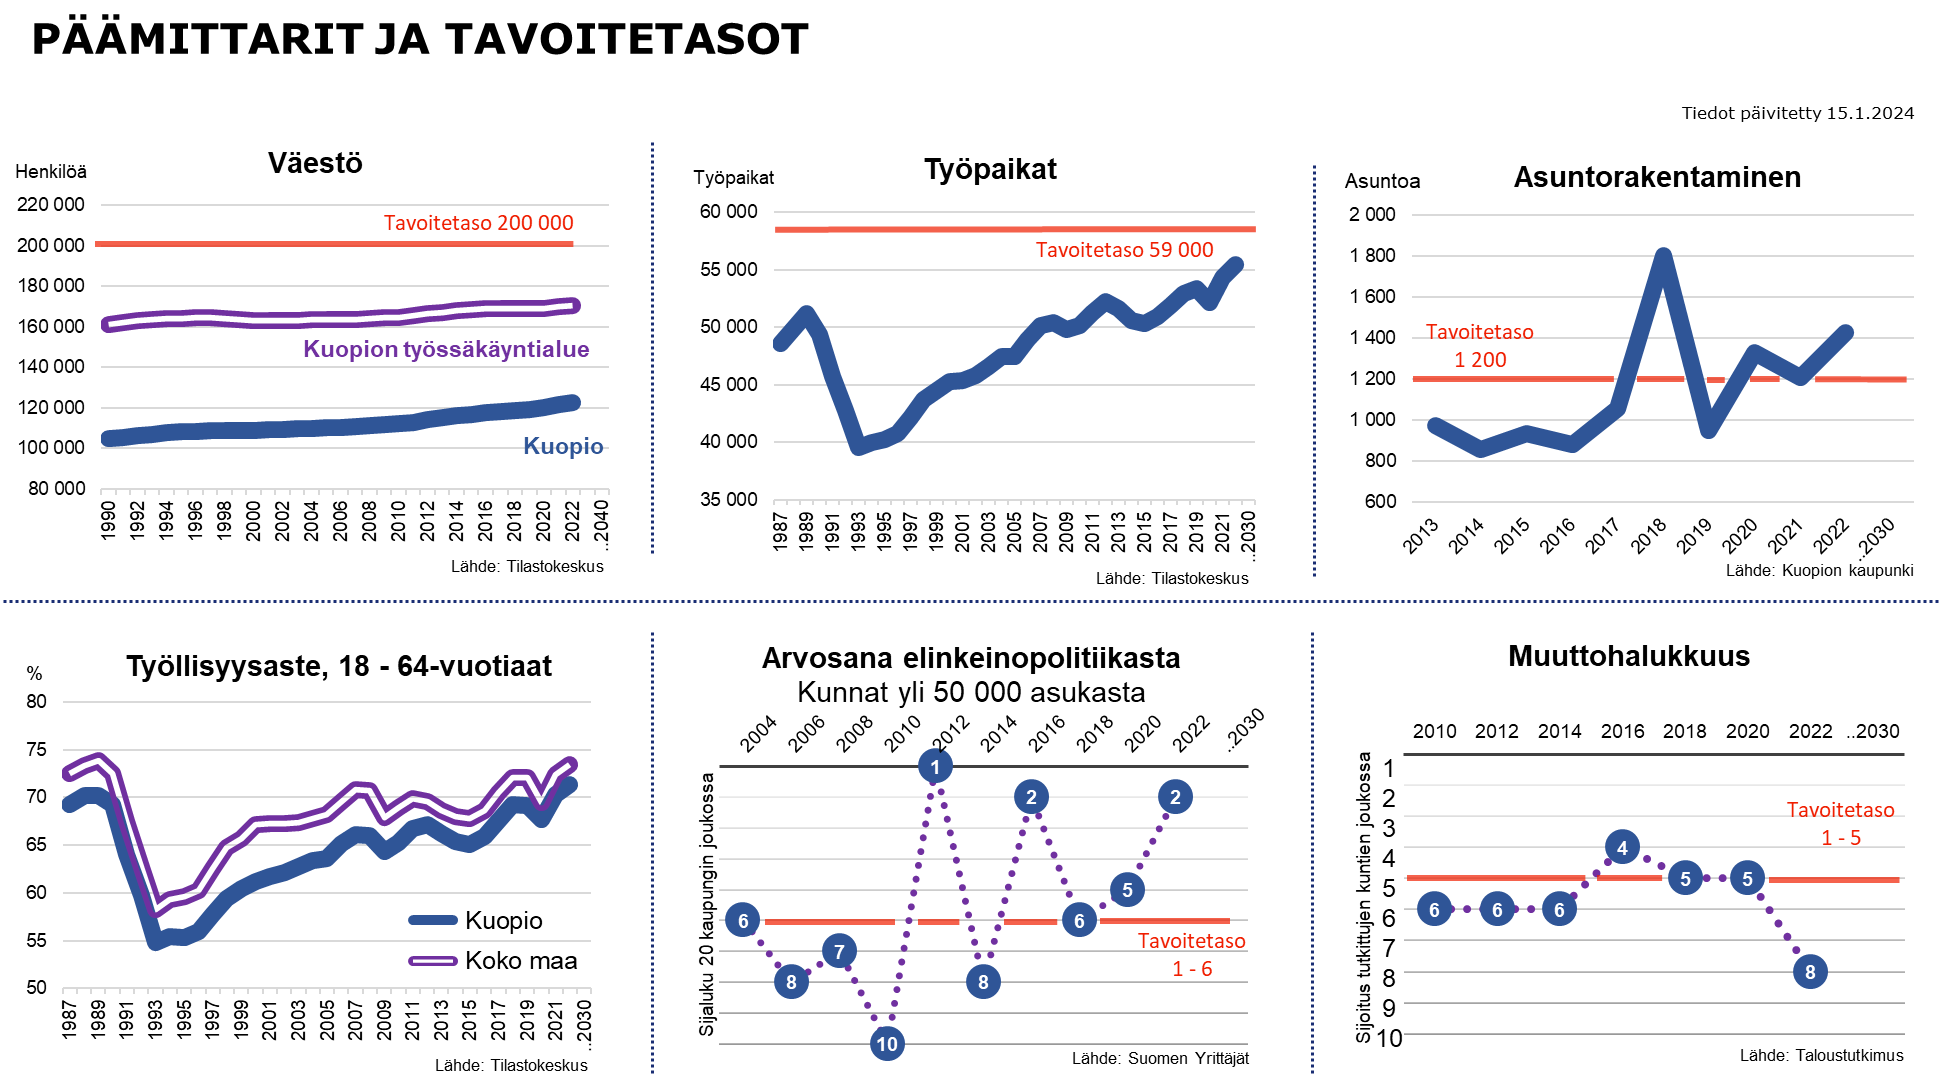 PÄÄMITTARIT JA TAVOITETASOT
Tiedot päivitetty 15.1.2024
Väestö
Henkilöä
220 000
200 000
180 000
160 000
140 000
120 000
100 000
80 000
Tavoitetaso 200 000
Kuopion työssäkäyntialue
Kuopio
1990 1992 1994 1996 1998 2000 2002 2004 2006 2008 2010 2012 2014 2016 2018 2020 2022 ..2040
Lähde: Tilastokeskus
Työpaikat
Työpaikat
60 000
55 000
50 000
45 000
40 000
35 000
Tavoitetaso 59 000
1987 1989 1991 1993 1995 1997 1999 2001 2003 2005 2007 2009 2011 2013 2015 2017 2019 2021 ..2030
Lähde: Tilastokeskus
Asuntorakentaminen
Asuntoa
2 000
1 800
1 600
1 400
1 200
1 000
800
600
Tavoitetaso
1 200
2013 2014 2015 2016 2017 2018 2019 2020 2021 2022 ..2030
Lähde: Kuopion kaupunki
Työllisyysaste, 18 - 64-vuotiaat
%
80
75
70
65
60
55
50
Kuopio
Koko maa
1987 1989 1991 1993 1995 1997 1999 2001 2003 2005 2007 2009 2011 2013 2015 2017 2019 2021 ..2030
Lähde: Tilastokeskus
Arvosana elinkeinopolitiikasta
Kunnat yli 50 000 asukasta
2004 2006 2008 2010 2012 2014 2016 2018 2020 2022 ..2030
Sijaluku 20 kaupungin joukossa
6 8 7 10 1 8 2 6 5 2
Tavoitetaso
1 - 6
Lähde: Suomen Yrittäjät
Muuttohalukkuus
2010 2012 2014 2016 2018 2020 2022 ..2030
Sijoitus tutkittujen kuntien joukossa
1
2
3
4
5
6
7
8
9
10
Tavoitetaso
1 - 5
6 6 6 4 5 5 8
Lähde: Taloustutkimus